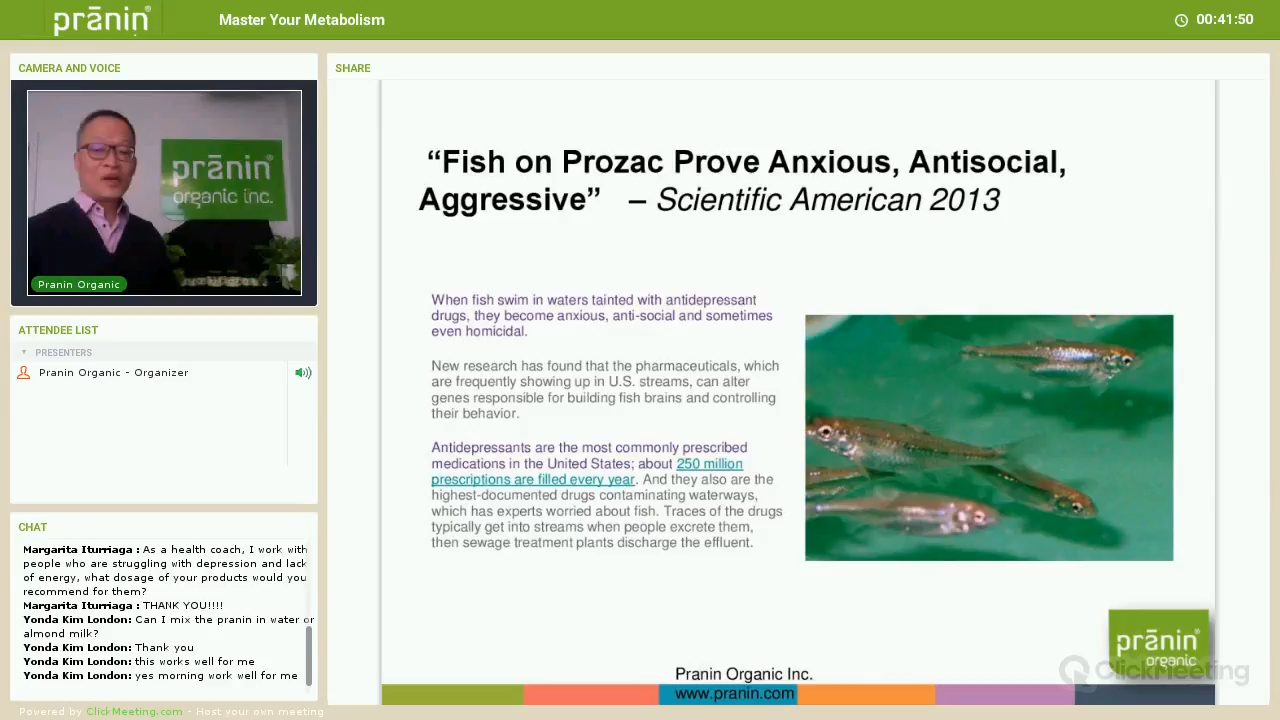 prānin®
Master Your Metabolism
00:41:50
CAMERA AND VOICE
SHARE
prānin®
organic inc.
Pranin Organic
ATTENDEE LIST
PRESENTERS
Pranin Organic - Organizer
CHAT
Margarita Iturriaga : As a health coach, I work with
people who are struggling with depression and lack
of energy, what dosage of your products would you
recommend for them?
Margarita Iturriaga : THANK YOU!!!!
Yonda Kim London: Can I mix the pranin in water or
almond milk?
Yonda Kim London: Thank you
Yonda Kim London: this works well for me
Yonda Kim London: yes morning work well for me
“Fish on Prozac Prove Anxious, Antisocial,
Aggressive” – Scientific American 2013
When fish swim in waters tainted with antidepressant
drugs, they become anxious, anti-social and sometimes
even homicidal.
New research has found that the pharmaceuticals, which
are frequently showing up in U.S. streams, can alter
genes responsible for building fish brains and controlling
their behavior.
Antidepressants are the most commonly prescribed
medications in the United States; about 250 million
prescriptions are filled every year. And they also are the
highest-documented drugs contaminating waterways,
which has experts worried about fish. Traces of the drugs
typically get into streams when people excrete them,
then sewage treatment plants discharge the effluent.
prānin®
organic
ClickMeeting
Pranin Organic Inc.
www.pranin.com
Powered by ClickMeeting.com - Host your own meeting